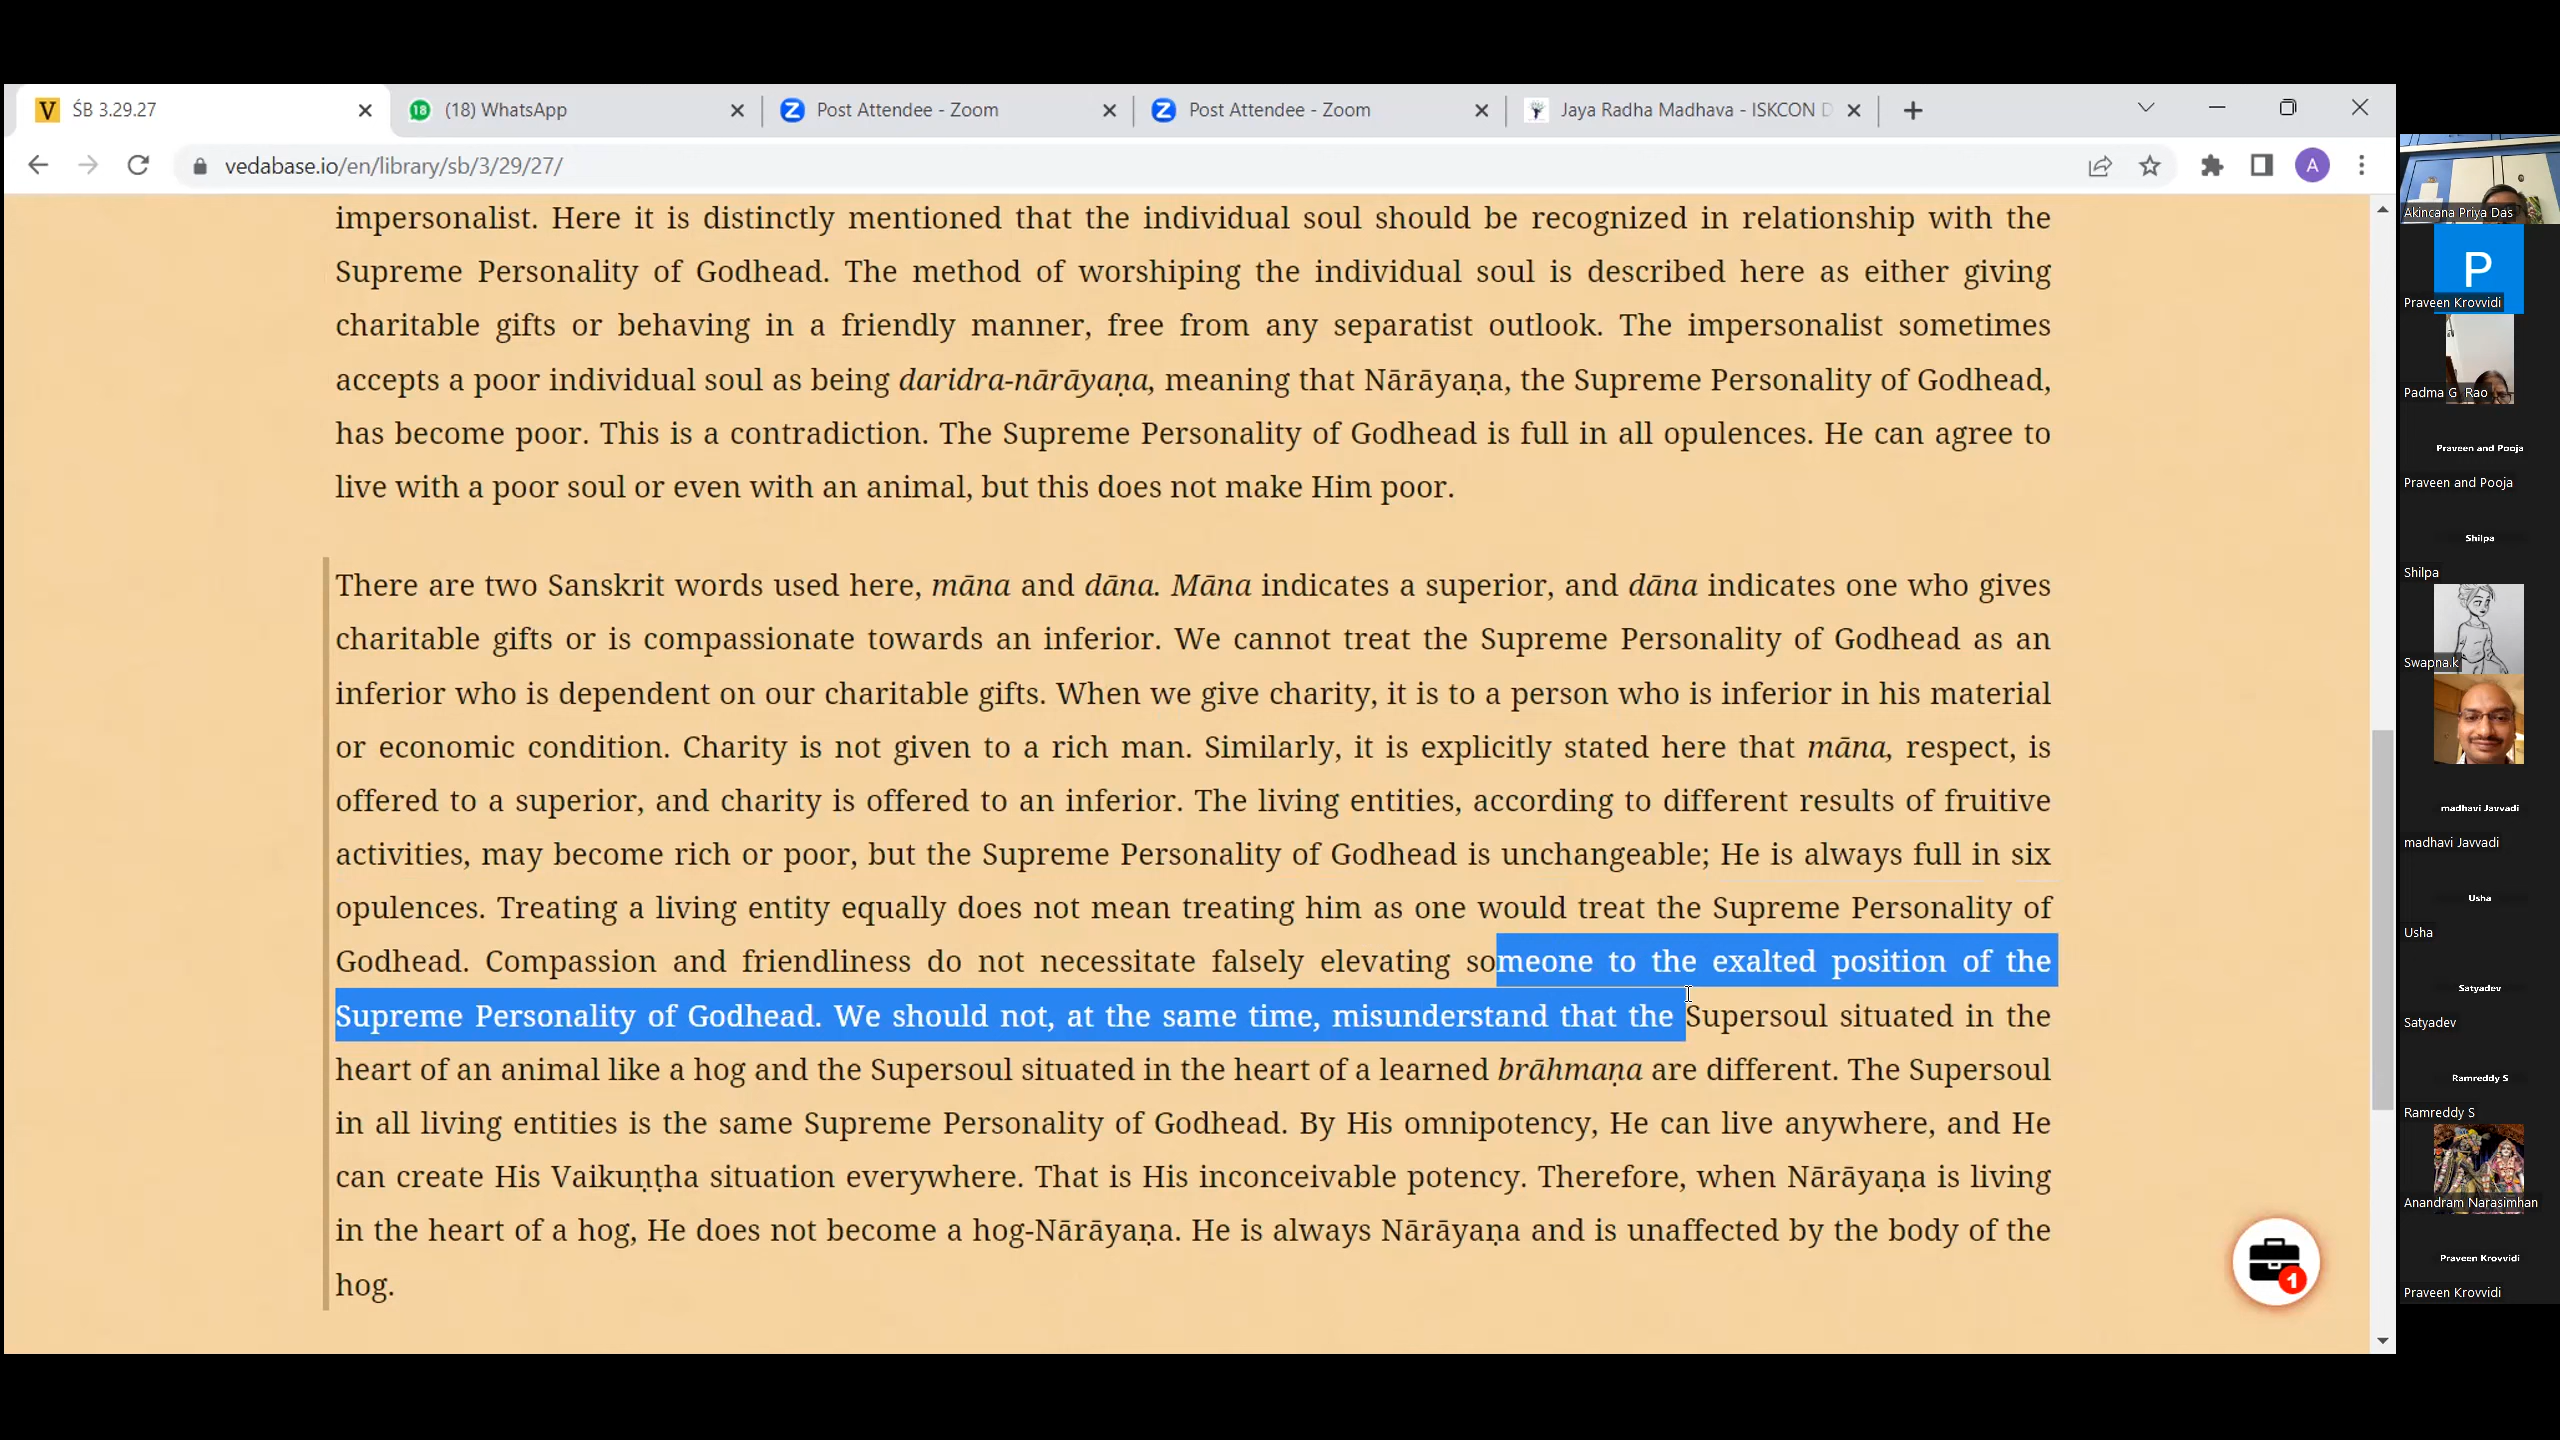 ŚB 3.29.27
18
(18) WhatsApp
Post Attendee - Zoom
Post Attendee - Zoom
Jaya Radha Madhava - ISKCON D
vedabase.io/en/library/sb/3/29/27/
A
impersonalist. Here it is distinctly mentioned that the individual soul should be recognized in relationship with the
Supreme Personality of Godhead. The method of worshiping the individual soul is described here as either giving
charitable gifts or behaving in a friendly manner, free from any separatist outlook. The impersonalist sometimes
accepts a poor individual soul as being daridra-nārāyaṇa, meaning that Nārāyaṇa, the Supreme Personality of Godhead,
has become poor. This is a contradiction. The Supreme Personality of Godhead is full in all opulences. He can agree to
live with a poor soul or even with an animal, but this does not make Him poor.
There are two Sanskrit words used here, māna and dāna. Māna indicates a superior, and dāna indicates one who gives
charitable gifts or is compassionate towards an inferior. We cannot treat the Supreme Personality of Godhead as an
inferior who is dependent on our charitable gifts. When we give charity, it is to a person who is inferior in his material
or economic condition. Charity is not given to a rich man. Similarly, it is explicitly stated here that māna, respect, is
offered to a superior, and charity is offered to an inferior. The living entities, according to different results of fruitive
activities, may become rich or poor, but the Supreme Personality of Godhead is unchangeable; He is always full in six
opulences. Treating a living entity equally does not mean treating him as one would treat the Supreme Personality of
Godhead. Compassion and friendliness do not necessitate falsely elevating someone to the exalted position of the
Supreme Personality of Godhead. We should not, at the same time, misunderstand that the Supersoul situated in the
heart of an animal like a hog and the Supersoul situated in the heart of a learned brāhmaṇa are different. The Supersoul
in all living entities is the same Supreme Personality of Godhead. By His omnipotency, He can live anywhere, and He
can create His Vaikuṇṭha situation everywhere. That is His inconceivable potency. Therefore, when Nārāyaṇa is living
in the heart of a hog, He does not become a hog-Nārāyaṇa. He is always Nārāyaṇa and is unaffected by the body of the
hog.
1
Akincana Priya Das
P
Praveen Krovvidi
Padma G Rao
Praveen and Pooja
Praveen and Pooja
Shilpa
Shilpa
Swapna.k
madhavi Javvadi
madhavi Javvadi
Usha
Usha
Satyadev
Satyadev
Ramreddy S
Ramreddy S
Anandram Narasimhan
Praveen Krovvidi
Praveen Krovvidi